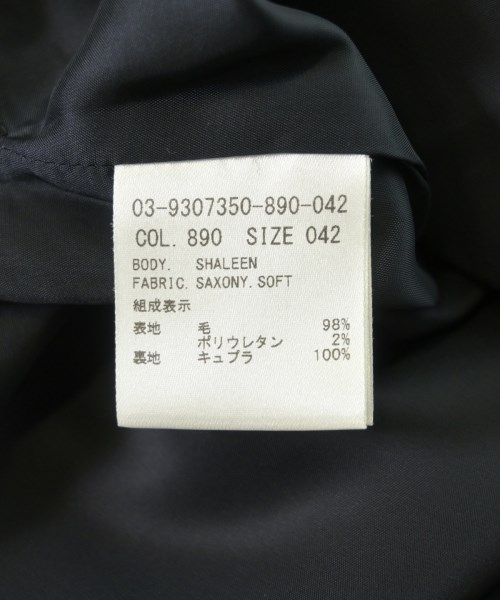 03-9307350-890-042
COL. 890 SIZE 042
BODY. SHALEEN
FABRIC. SAXONY. SOFT
組成表示
表地 毛 98%
ポリウレタン 2%
裏地 キュプラ 100%